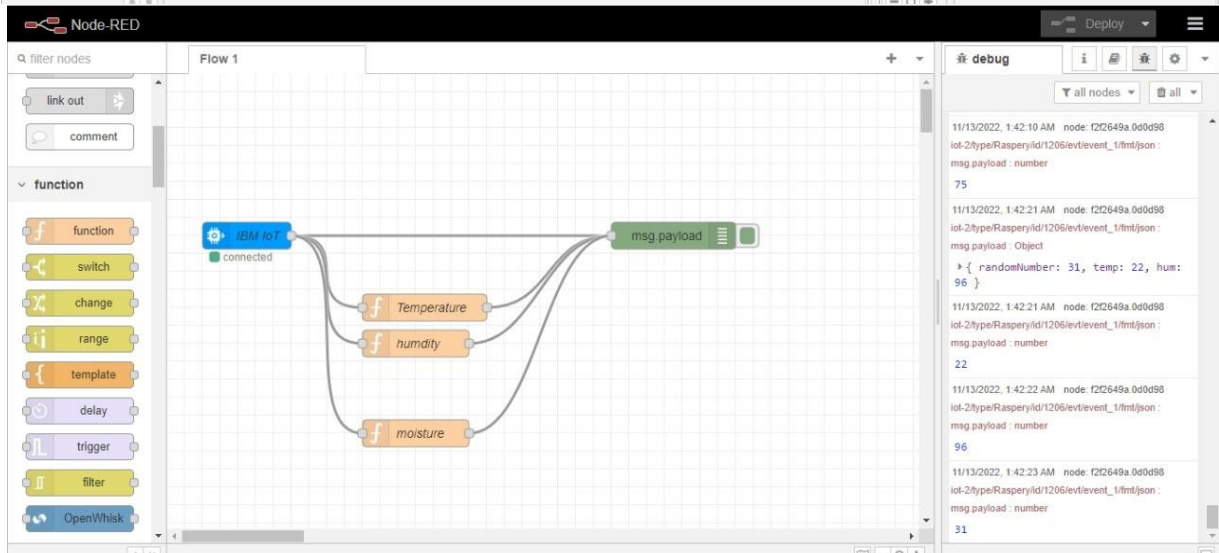 Node-RED
Deploy
filter nodes
Flow 1
debug
i
all nodes
all
link out
comment
function
function
switch
change
range
template
delay
trigger
filter
OpenWhisk
IBM IoT
connected
Temperature
humdity
moisture
msg.payload
11/13/2022, 1:42:10 AM node: f2f2649a.0d0d98
iot-2/type/Raspery/id/1206/evt/event_1/fmt/json :
msg.payload : number
75
11/13/2022, 1:42:21 AM node: f2f2649a.0d0d98
iot-2/type/Raspery/id/1206/evt/event_1/fmt/json :
msg.payload : Object
{ randomNumber: 31, temp: 22, hum:
96 }
11/13/2022, 1:42:21 AM node: f2f2649a.0d0d98
iot-2/type/Raspery/id/1206/evt/event_1/fmt/json :
msg.payload : number
22
11/13/2022, 1:42:22 AM node: f2f2649a.0d0d98
iot-2/type/Raspery/id/1206/evt/event_1/fmt/json :
msg.payload : number
96
11/13/2022, 1:42:23 AM node: f2f2649a.0d0d98
iot-2/type/Raspery/id/1206/evt/event_1/fmt/json :
msg.payload : number
31